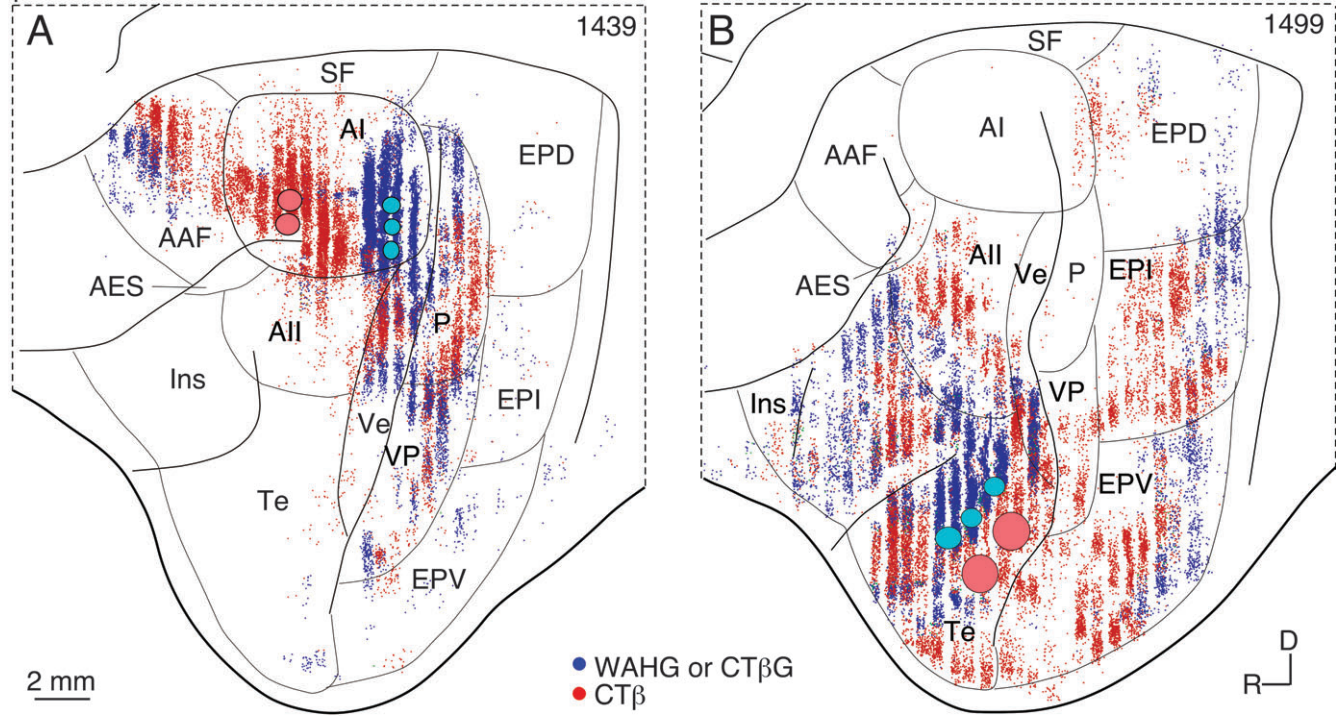 A
1439
SF
AI
EPD
AAF
AES
AII
P
Ins
EPI
Ve
VP
Te
EPV
2 mm
B
1499
SF
AI
EPD
AAF
AII
Ve
P
EPI
AES
VP
Ins
EPV
Te
D
R
WAHG or CTβG
CTβ